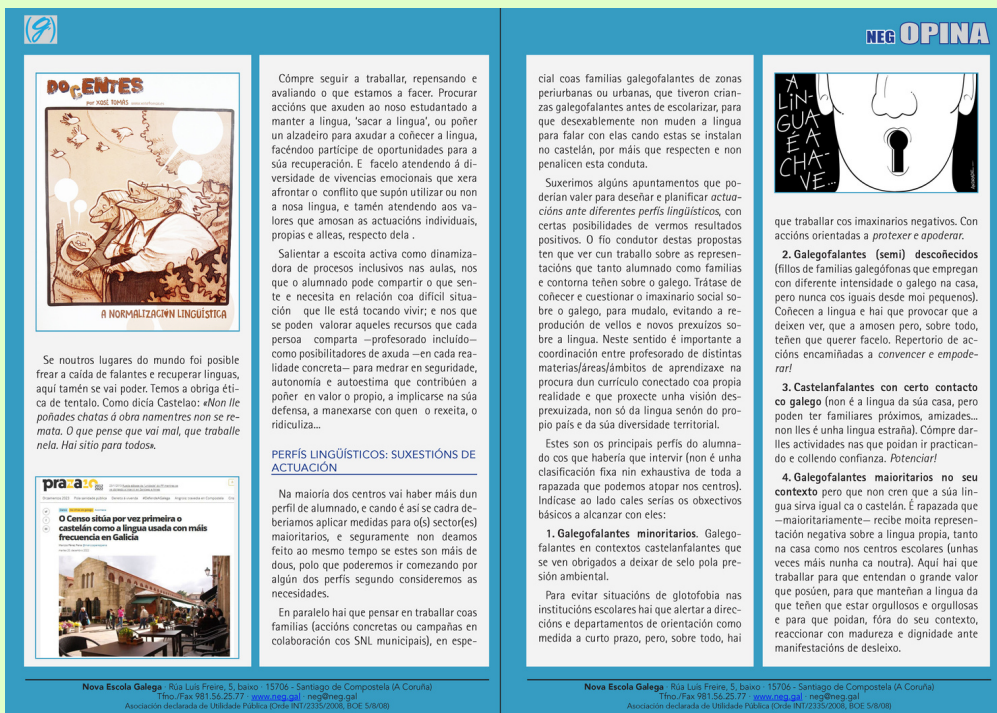 (g)
NEG OPINA
DOCENTES
por XOSÉ TOMÁS
A NORMALIZACIÓN LINGÜÍSTICA
Se noutros lugares do mundo foi posible
frear a caída de falantes e recuperar linguas,
aquí tamén se vai poder. Temos a obriga éti-
ca de tentalo. Como dicía Castelao: «Non lle
poñades chatas á obra namentres non se re-
mata. O que pense que vai mal, que traballe
nela. Hai sitio para todos».
praza
O Censo sitúa por vez primeira o
castelán como a lingua usada con máis
frecuencia en Galicia
Cómpre seguir a traballar, repensando e
avaliando o que estamos a facer. Procurar
accións que axuden ao noso estudantado a
manter a lingua, ‘sacar a lingua’, ou poñer
un alzadeiro para axudar a coñecer a lingua,
facéndoo partícipe de oportunidades para a
súa recuperación. E facelo atendendo á di-
versidade de vivencias emocionais que xera
afrontar o conflito que supón utilizar ou non
a nosa lingua, e tamén atendendo aos va-
lores que amosan as actuacións individuais,
propias e alleas, respecto dela .
Salientar a escoita activa como dinamiza-
dora de procesos inclusivos nas aulas, nos
que o alumnado pode compartir o que sen-
te e necesita en relación coa difícil situa-
ción que lle está tocando vivir; e nos que
se poden valorar aqueles recursos que cada
persoa comparta —profesorado incluído—
como posibilitadores de axuda —en cada rea-
lidade concreta— para medrar en seguridade,
autonomía e autoestima que contribúen a
poñer en valor o propio, a implicarse na súa
defensa, a manexarse con quen o rexeita, o
ridiculiza...
PERFÍS LINGÜÍSTICOS: SUXESTIÓNS DE
ACTUACIÓN
Na maioría dos centros vai haber máis dun
perfil de alumnado, e cando é así se cadra de-
beriamos aplicar medidas para o(s) sector(es)
maioritarios, e seguramente non deamos
feito ao mesmo tempo se estes son máis de
dous, polo que poderemos ir comezando por
algún dos perfís segundo consideremos as
necesidades.
En paralelo hai que pensar en traballar coas
familias (accións concretas ou campañas en
colaboración cos SNL municipais), en espe-
Nova Escola Galega · Rúa Luís Freire, 5, baixo · 15706 - Santiago de Compostela (A Coruña)
Tfno./Fax 981.56.25.77 · www.neg.gal · neg@neg.gal
Asociación declarada de Utilidade Pública (Orde INT/2335/2008, BOE 5/8/08)
cial coas familias galegofalantes de zonas
periurbanas ou urbanas, que tiveron crian-
zas galegofalantes antes de escolarizar, para
que desexablemente non muden a lingua
para falar con elas cando estas se instalan
no castelán, por máis que respecten e non
penalicen esta conduta.
Suxerimos algúns apuntamentos que po-
derían valer para deseñar e planificar actua-
cións ante diferentes perfís lingüísticos, con
certas posibilidades de vermos resultados
positivos. O fío condutor destas propostas
ten que ver cun traballo sobre as represen-
tacións que tanto alumnado como familias
e contorna teñen sobre o galego. Trátase de
coñecer e cuestionar o imaxinario social so-
bre o galego, para mudalo, evitando a re-
produción de vellos e novos prexuízos so-
bre a lingua. Neste sentido é importante a
coordinación entre profesorado de distintas
materias/áreas/ámbitos de aprendizaxe na
procura dun currículo conectado coa propia
realidade e que proxecte unha visión des-
prexuizada, non só da lingua senón do pro-
pio país e da súa diversidade territorial.
Estes son os principais perfís do alumna-
do cos que habería que intervir (non é unha
clasificación fixa nin exhaustiva de toda a
rapazada que podemos atopar nos centros).
Indícase ao lado cales serías os obxectivos
básicos a alcanzar con eles:
1. Galegofalantes minoritarios. Galego-
falantes en contextos castelanfalantes que
se ven obrigados a deixar de selo pola pre-
sión ambiental.
Para evitar situacións de glotofobia nas
institucións escolares hai que alertar a direc-
cións e departamentos de orientación como
medida a curto prazo, pero, sobre todo, hai
A
LIN-
GUA
É A
CHA-
VE...
que traballar cos imaxinarios negativos. Con
accións orientadas a protexer e apoderar.
2. Galegofalantes (semi) descoñecidos
(fillos de familias galegófonas que empregan
con diferente intensidade o galego na casa,
pero nunca cos iguais desde moi pequenos).
Coñecen a lingua e hai que provocar que a
deixen ver, que a amosen pero, sobre todo,
teñen que querer facelo. Repertorio de ac-
cións encamiñadas a convencer e empode-
rar!
3. Castelanfalantes con certo contacto
co galego (non é a lingua da súa casa, pero
poden ter familiares próximos, amizades...
non lles é unha lingua estraña). Cómpre dar-
lles actividades nas que poidan ir practican-
do e collendo confianza. Potenciar!
4. Galegofalantes maioritarios no seu
contexto pero que non cren que a súa lin-
gua sirva igual ca o castelán. É rapazada que
—maioritariamente— recibe moita represen-
tación negativa sobre a lingua propia, tanto
na casa como nos centros escolares (unhas
veces máis nunha ca noutra). Aquí hai que
traballar para que entendan o grande valor
que posúen, para que manteñan a lingua da
que teñen que estar orgullosos e orgullosas
e para que poidan, fóra do seu contexto,
reaccionar con madureza e dignidade ante
manifestacións de desleixo.
Nova Escola Galega · Rúa Luís Freire, 5, baixo · 15706 - Santiago de Compostela (A Coruña)
Tfno./Fax 981.56.25.77 · www.neg.gal · neg@neg.gal
Asociación declarada de Utilidade Pública (Orde INT/2335/2008, BOE 5/8/08)